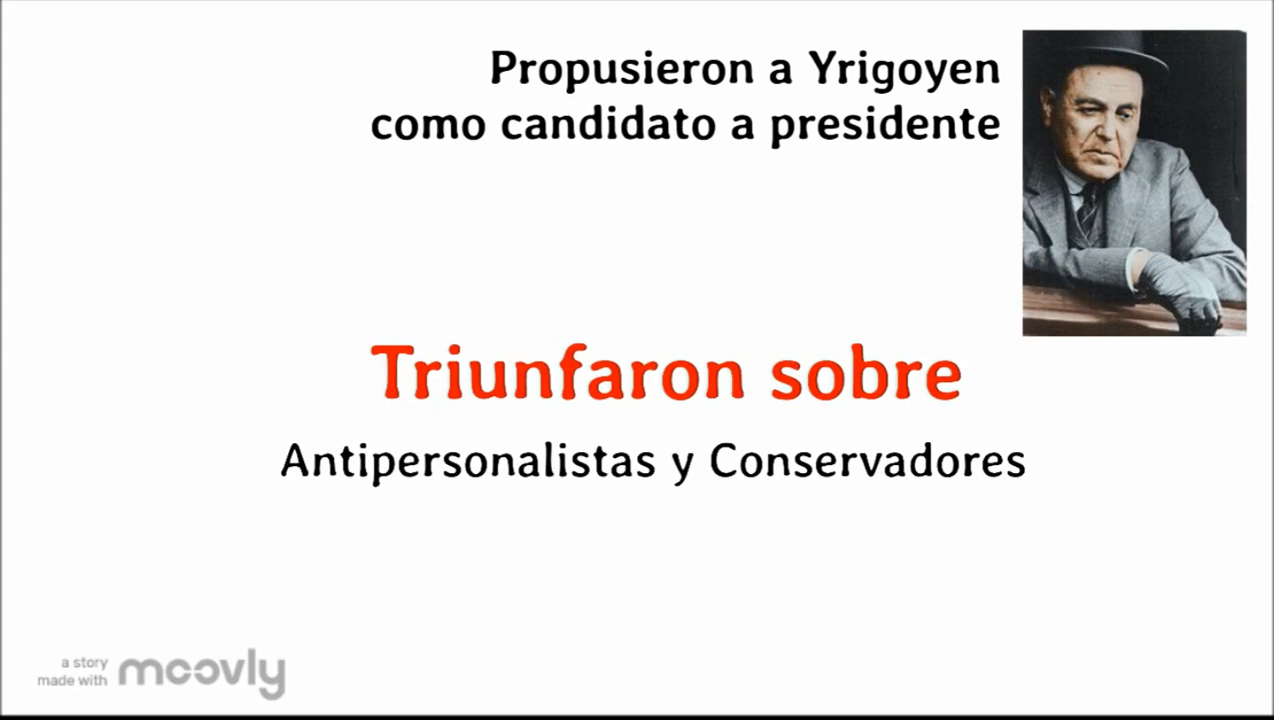 Propusieron a Yrigoyen
como candidato a presidente
Triunfaron sobre
Antipersonalistas y Conservadores
a story
made with moovly